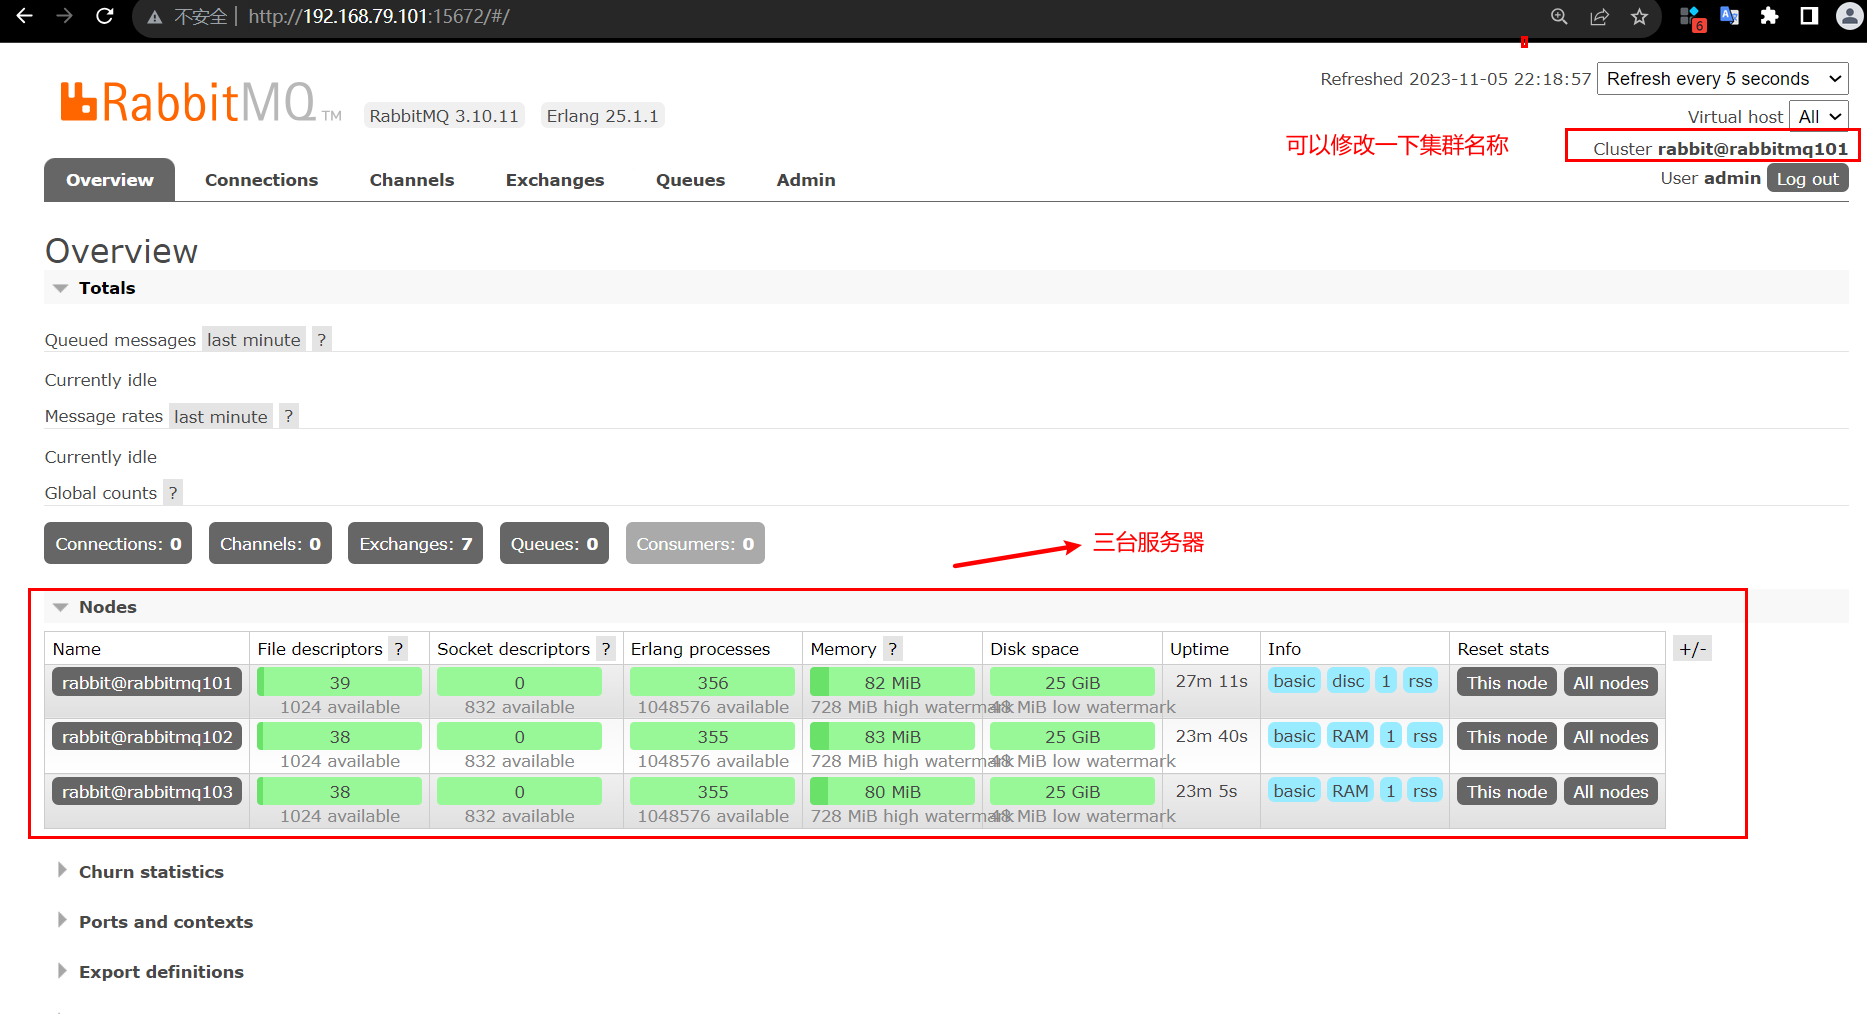 不安全 http://192.168.79.101:15672/#/
6
Refreshed 2023-11-05 22:18:57 Refresh every 5 seconds
RabbitMQ TM RabbitMQ 3.10.11 Erlang 25.1.1
Virtual host All
可以修改一下集群名称
Cluster rabbit@rabbitmq101
User admin Log out
Overview Connections Channels Exchanges Queues Admin
Overview
Totals
Queued messages last minute ?
Currently idle
Message rates last minute ?
Currently idle
Global counts ?
Connections: 0 Channels: 0 Exchanges: 7 Queues: 0 Consumers: 0
三台服务器
Nodes
Name File descriptors ? Socket descriptors ? Erlang processes Memory ? Disk space Uptime Info Reset stats +/-
rabbit@rabbitmq101 39 0 356 82 MiB 25 GiB 27m 11s basic disc 1 rss This node All nodes
1024 available 832 available 1048576 available 728 MiB high watermark 48 MiB low watermark
rabbit@rabbitmq102 38 0 355 83 MiB 25 GiB 23m 40s basic RAM 1 rss This node All nodes
1024 available 832 available 1048576 available 728 MiB high watermark 48 MiB low watermark
rabbit@rabbitmq103 38 0 355 80 MiB 25 GiB 23m 5s basic RAM 1 rss This node All nodes
1024 available 832 available 1048576 available 728 MiB high watermark 48 MiB low watermark
Churn statistics
Ports and contexts
Export definitions